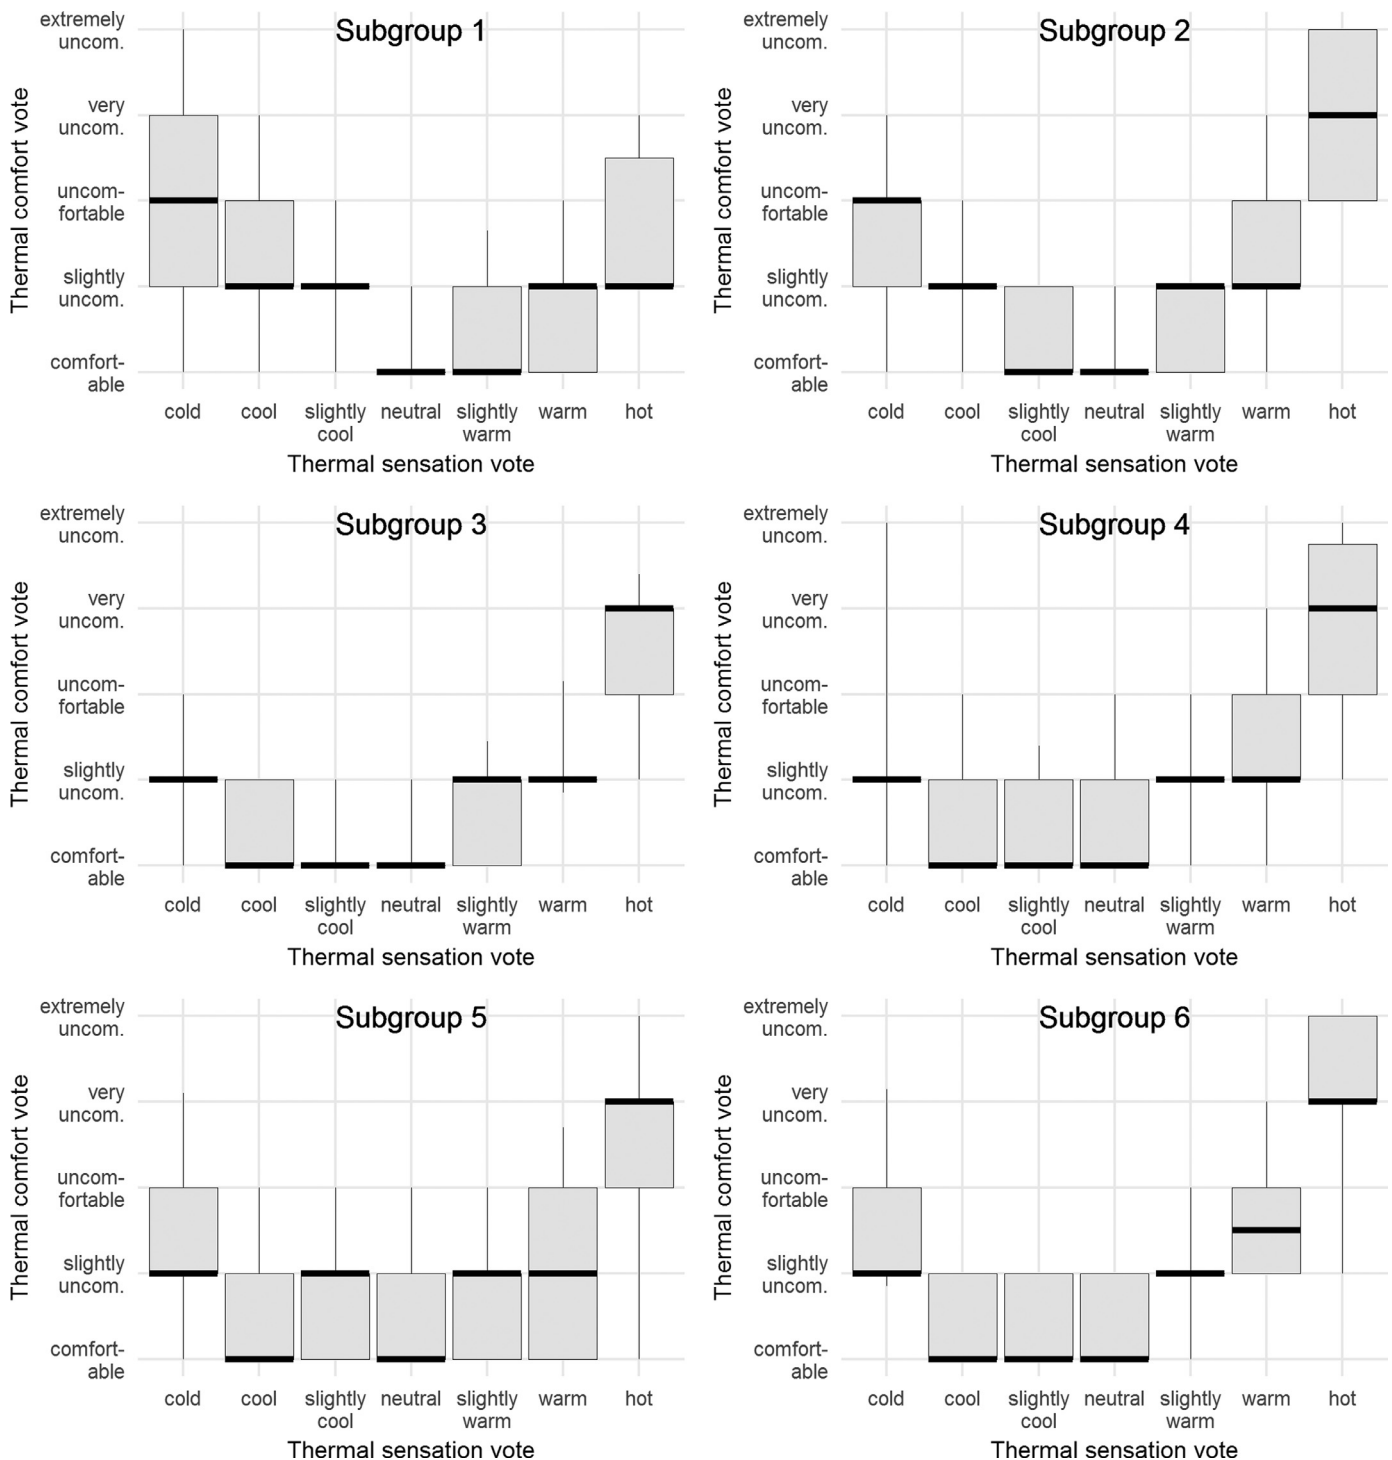 Subgroup 1
Thermal comfort vote
extremely
uncom.
very
uncom.
uncom-
fortable
slightly
uncom.
comfort-
able
cold cool slightly neutral slightly warm hot
cool warm
Thermal sensation vote
Subgroup 2
Thermal comfort vote
extremely
uncom.
very
uncom.
uncom-
fortable
slightly
uncom.
comfort-
able
cold cool slightly neutral slightly warm hot
cool warm
Thermal sensation vote
Subgroup 3
Thermal comfort vote
extremely
uncom.
very
uncom.
uncom-
fortable
slightly
uncom.
comfort-
able
cold cool slightly neutral slightly warm hot
cool warm
Thermal sensation vote
Subgroup 4
Thermal comfort vote
extremely
uncom.
very
uncom.
uncom-
fortable
slightly
uncom.
comfort-
able
cold cool slightly neutral slightly warm hot
cool warm
Thermal sensation vote
Subgroup 5
Thermal comfort vote
extremely
uncom.
very
uncom.
uncom-
fortable
slightly
uncom.
comfort-
able
cold cool slightly neutral slightly warm hot
cool warm
Thermal sensation vote
Subgroup 6
Thermal comfort vote
extremely
uncom.
very
uncom.
uncom-
fortable
slightly
uncom.
comfort-
able
cold cool slightly neutral slightly warm hot
cool warm
Thermal sensation vote